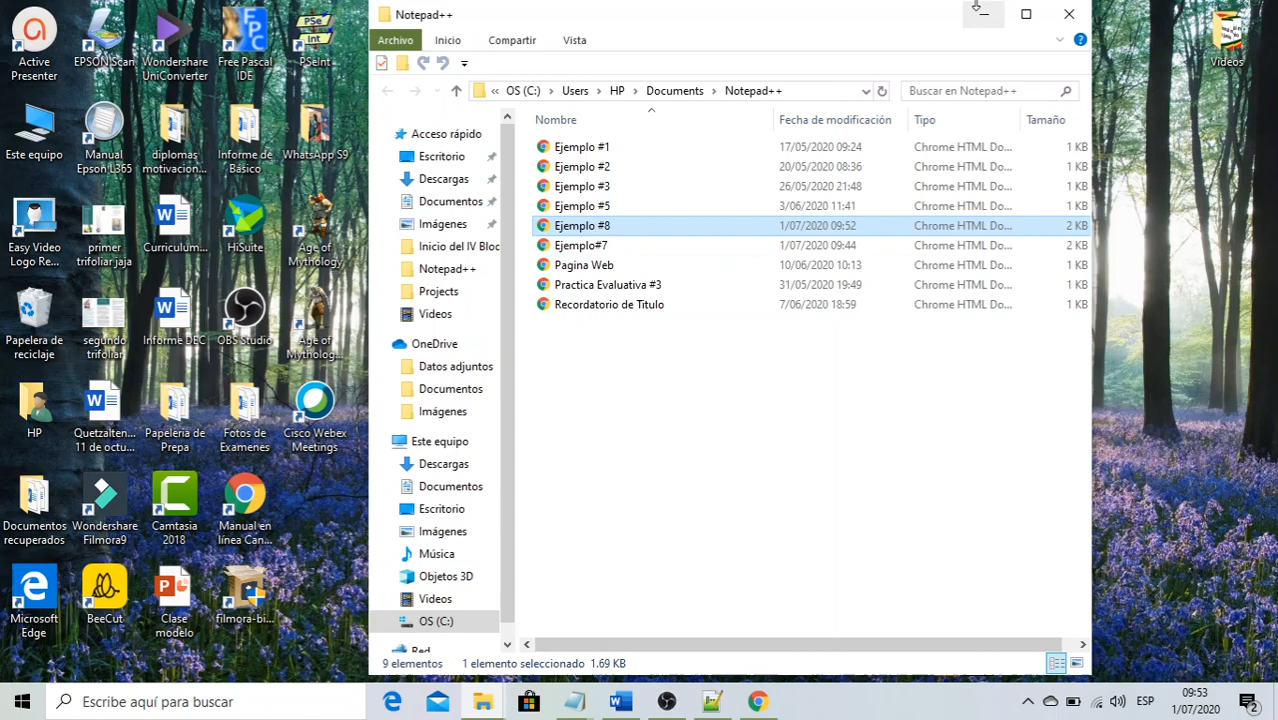 Notepad++
Archivo
Inicio
Compartir
Vista
OS (C:)
Users
HP
Documents
Notepad++
Buscar en Notepad++
Nombre
Fecha de modificación
Tipo
Tamaño
Ejemplo #1 17/05/2020 09:24 Chrome HTML Do... 1 KB
Ejemplo #2 20/05/2020 08:36 Chrome HTML Do... 1 KB
Ejemplo #3 26/05/2020 21:48 Chrome HTML Do... 1 KB
Ejemplo #5 3/06/2020 11:41 Chrome HTML Do... 1 KB
Ejemplo #8 1/07/2020 09:52 Chrome HTML Do... 2 KB
Ejemplo#7 1/07/2020 09:44 Chrome HTML Do... 2 KB
Pagina Web 10/06/2020 10:13 Chrome HTML Do... 1 KB
Practica Evaluativa #3 31/05/2020 19:49 Chrome HTML Do... 1 KB
Recordatorio de Titulo 7/06/2020 18:59 Chrome HTML Do... 1 KB
Acceso rápido
Escritorio
Descargas
Documentos
Imágenes
Inicio del IV Bloc
Notepad++
Projects
Videos
OneDrive
Datos adjuntos
Documentos
Imágenes
Este equipo
Descargas
Documentos
Escritorio
Imágenes
Música
Objetos 3D
Videos
OS (C:)
Red
9 elementos
1 elemento seleccionado 1.69 KB
Active
Presenter
EPSON Scan
Wondershare
UniConverter
Free Pascal
IDE
PSe
Int
PSeInt
Este equipo
Manual
Epson L365
diplomas
motivacion...
Informe de
Básico
WhatsApp S9
Easy Video
Logo Re...
primer
trifoliar jaja
Curriculum...
HiSuite
Age of
Mythology
Papelera de
reciclaje
segundo
trifoliar
Informe DEC
OBS Studio
Age of
Mytholog...
HP
Quetzalten...
11 de octu...
Papeleria de
Prepa
Fotos de
Examenes
Cisco Webex
Meetings
Documentos
recuperados
Wondershare
Filmora9
Camtasia
2018
Manual en
línea Can...
Microsoft
Edge
BeeCut
Clase
modelo
filmora-bi...
Videos
Escribe aquí para buscar
ESP
09:53
1/07/2020
2